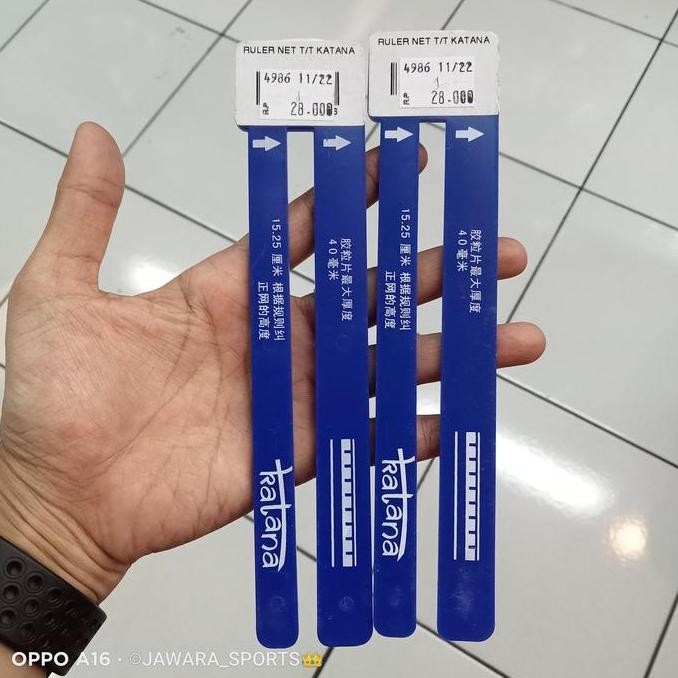 RULER NET T/T KATANA
4986 11/22
RP 28.000
15.25 厘米 根据规则纠
正网的高度
胶粒片最大厚度
40毫米
katana
RULER NET T/T KATANA
4986 11/22
RP 28.000
15.25 厘米 根据规则纠
正网的高度
胶粒片最大厚度
40毫米
katana
OPPO A16 · ©JAWARA_SPORTS👑